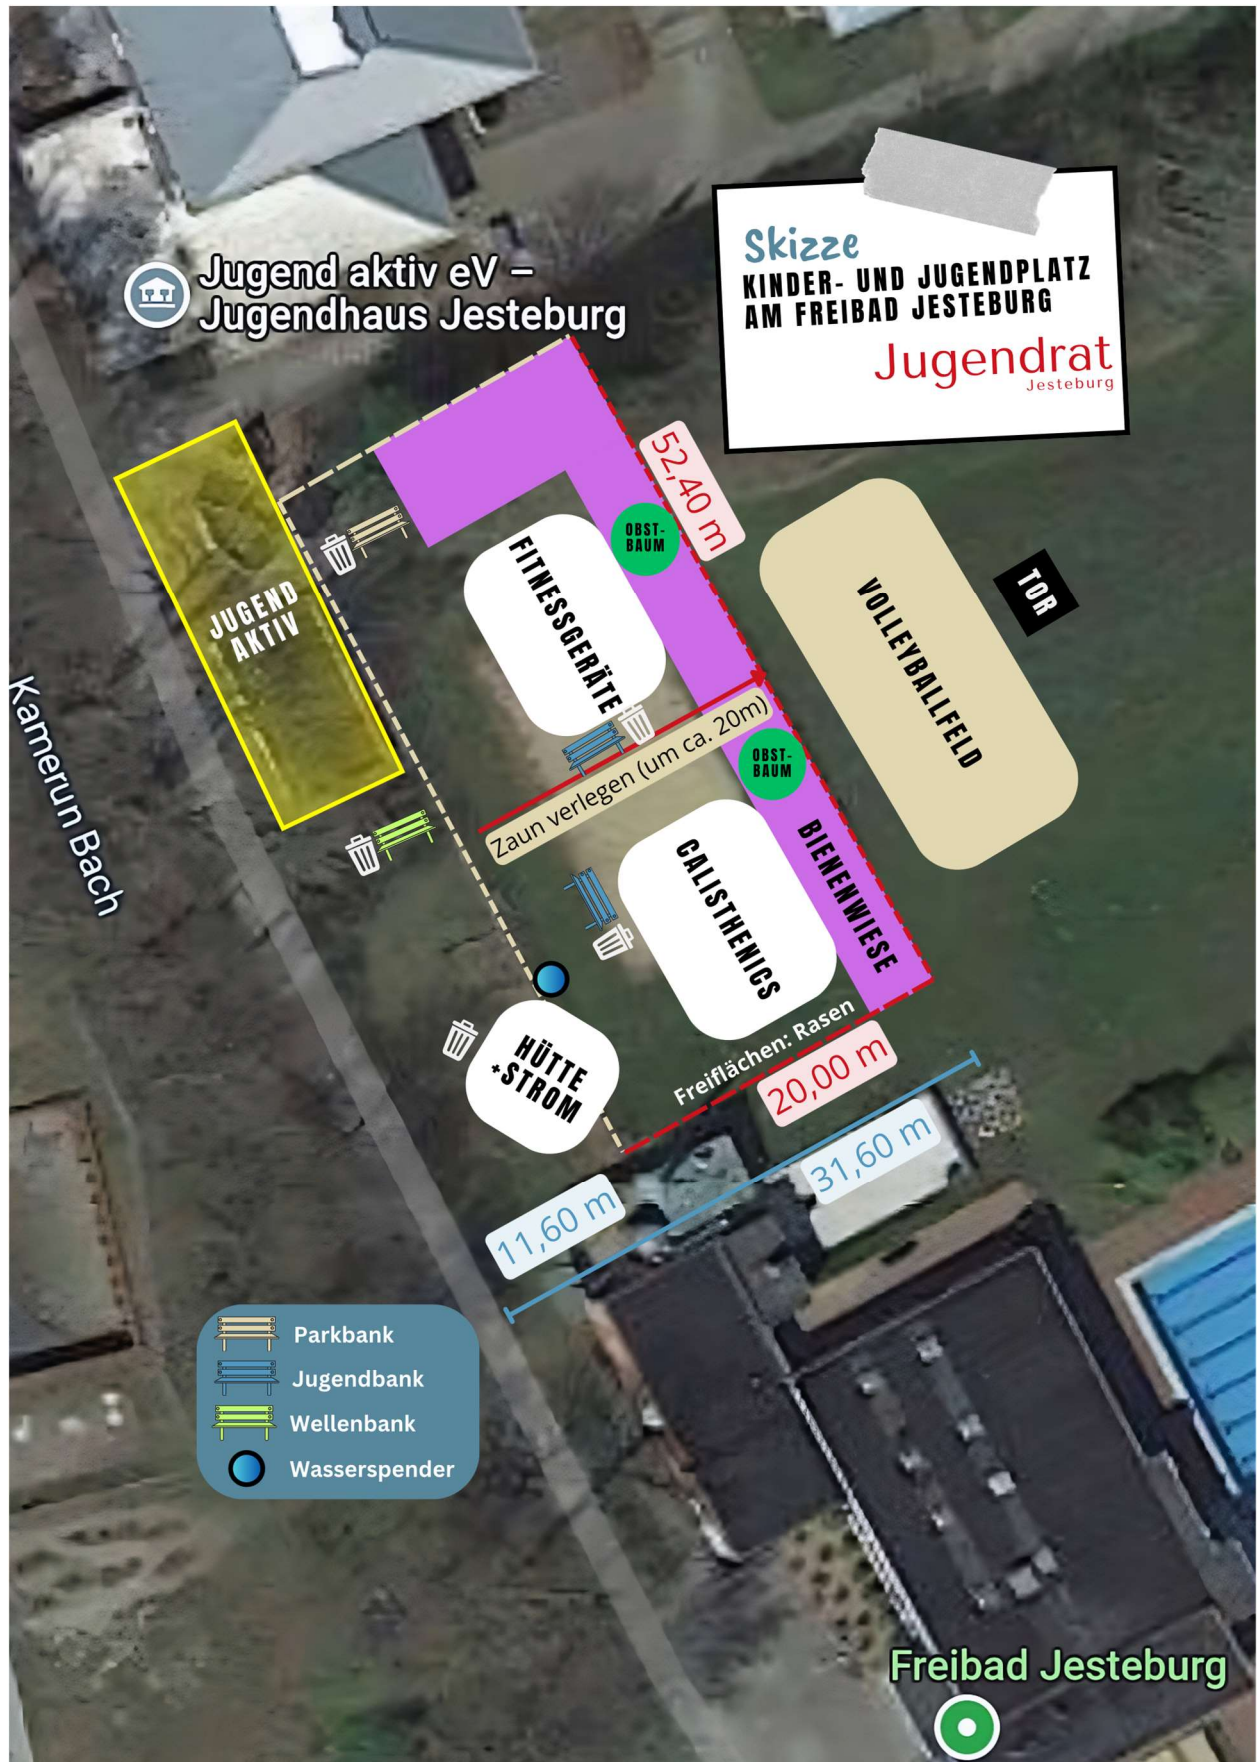 Skizze
KINDER- UND JUGENDPLATZ
AM FREIBAD JESTEBURG
Jugendrat
Jesteburg
Jugend aktiv eV –
Jugendhaus Jesteburg
52,40 m
OBST-
BAUM
FITNESSGERÄTE
VOLLEYBALLFELD
TOR
JUGEND
AKTIV
Kamerun Bach
Zaun verlegen (um ca. 20m)
OBST-
BAUM
CALISTHENICS
BIENENWIESE
HÜTTE
+STROM
Freiflächen: Rasen
20,00 m
31,60 m
11,60 m
Parkbank
Jugendbank
Wellenbank
Wasserspender
Freibad Jesteburg